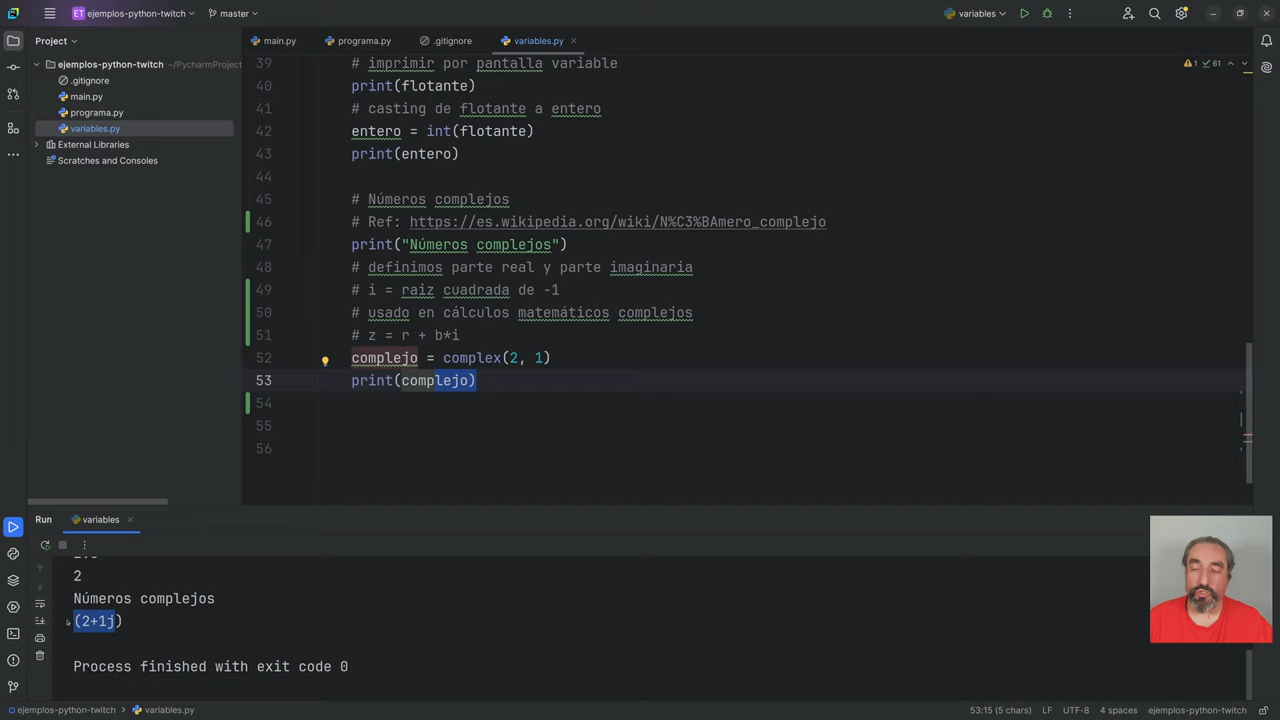 ejemplos-python-twitch
master
variables
Project
main.py
programa.py
.gitignore
variables.py
ejemplos-python-twitch ~/PycharmProject
.gitignore
main.py
programa.py
variables.py
External Libraries
Scratches and Consoles
1 61
39 # imprimir por pantalla variable
40 print(flotante)
41 # casting de flotante a entero
42 entero = int(flotante)
43 print(entero)
44
45 # Números complejos
46 # Ref: https://es.wikipedia.org/wiki/N%C3%BAmero_complejo
47 print("Números complejos")
48 # definimos parte real y parte imaginaria
49 # i = raiz cuadrada de -1
50 # usado en cálculos matemáticos complejos
51 # z = r + b*i
52 complejo = complex(2, 1)
53 print(complejo)
54
55
56
Run
variables
2
Números complejos
(2+1j)
Process finished with exit code 0
ejemplos-python-twitch
variables.py
53:15 (5 chars)
LF
UTF-8
4 spaces
ejemplos-python-twitch